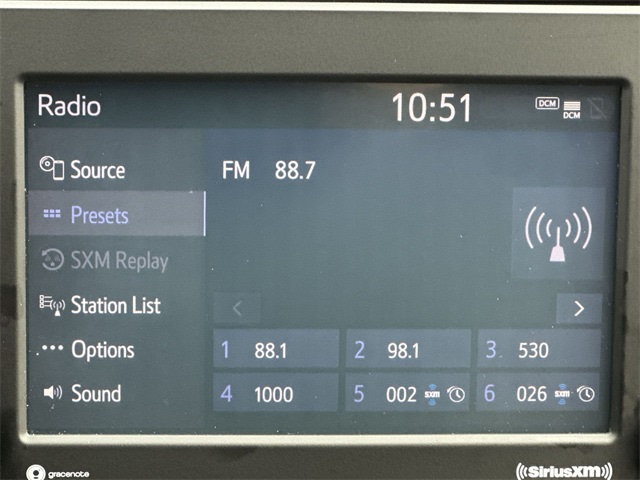 Radio 10:51 DCM DCM
Source FM 88.7
Presets
SXM Replay
Station List
••• Options 1 88.1 2 98.1 3 530
Sound 4 1000 5 002 SXM 6 026 SXM
gracenote ((SiriusXM))